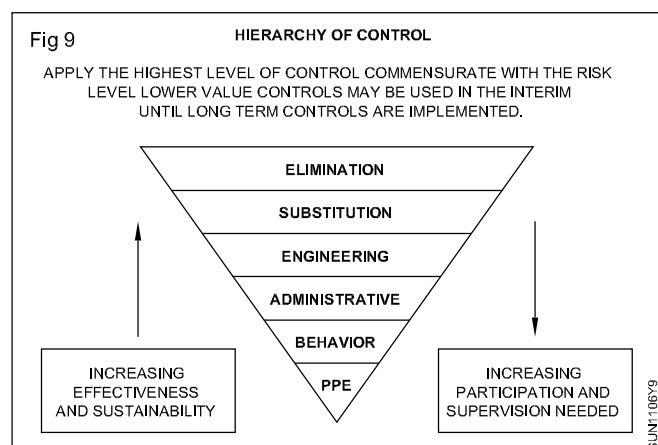 Fig 9
HIERARCHY OF CONTROL
APPLY THE HIGHEST LEVEL OF CONTROL COMMENSURATE WITH THE RISK
LEVEL LOWER VALUE CONTROLS MAY BE USED IN THE INTERIM
UNTIL LONG TERM CONTROLS ARE IMPLEMENTED.
ELIMINATION
SUBSTITUTION
ENGINEERING
ADMINISTRATIVE
BEHAVIOR
PPE
INCREASING
EFFECTIVENESS
AND SUSTAINABILITY
INCREASING
PARTICIPATION AND
SUPERVISION NEEDED
SUN1106Y9